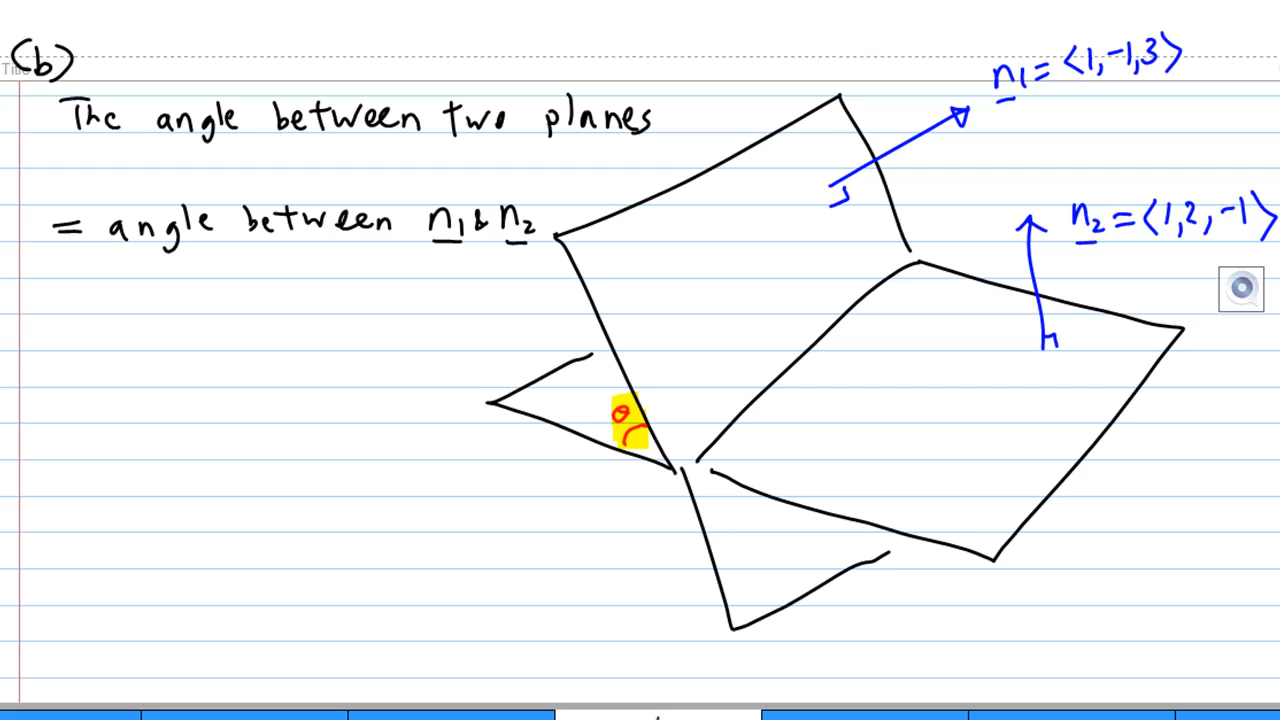 (b)
The angle between two planes
= angle between n1 & n2
n1 = <1, -1, 3>
n2 = <1, 2, -1>
θ